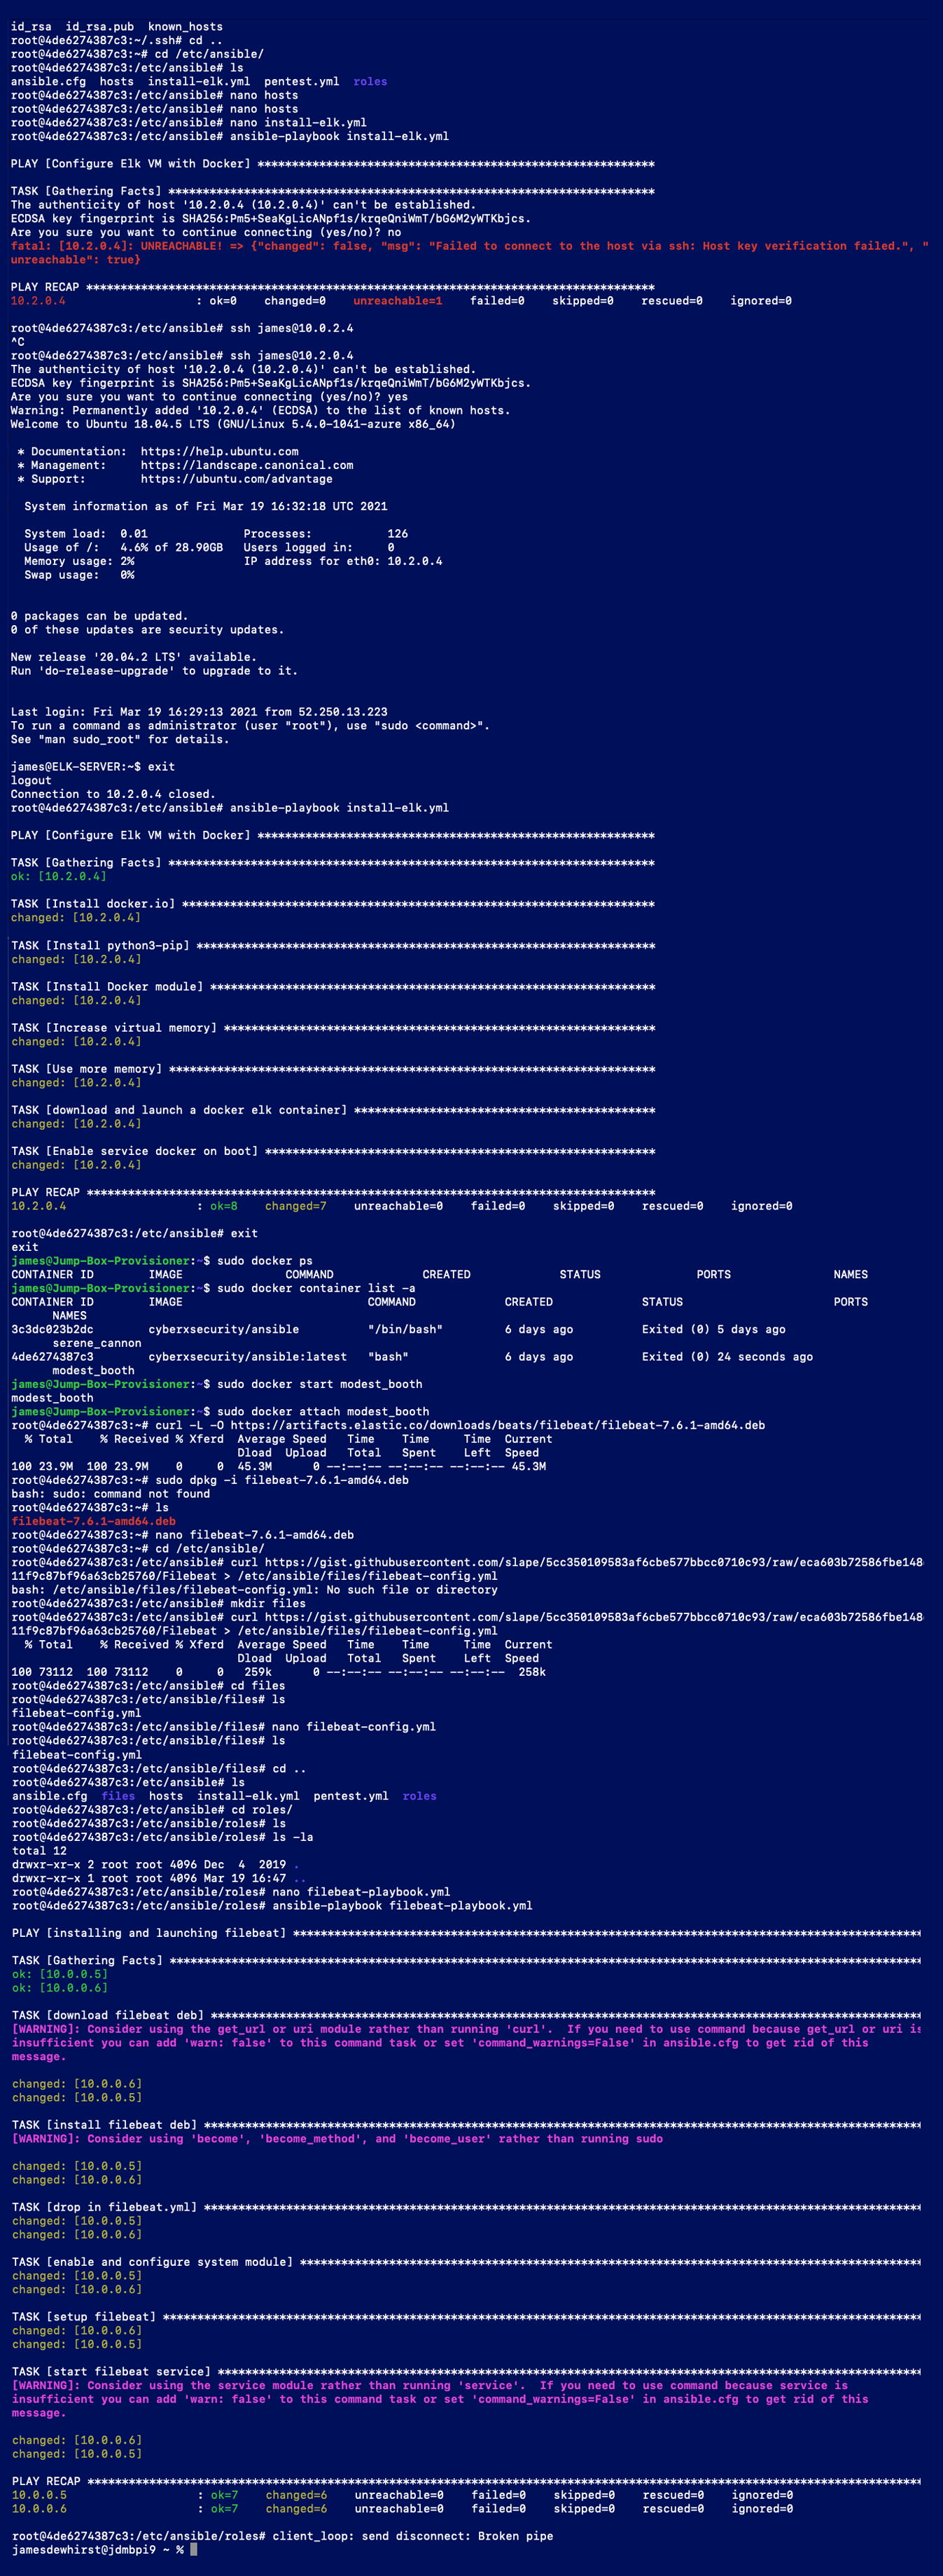 id_rsa  id_rsa.pub  known_hosts
root@4de6274387c3:~/.ssh# cd ..
root@4de6274387c3:~# cd /etc/ansible/
root@4de6274387c3:/etc/ansible# ls
ansible.cfg  hosts  install-elk.yml  pentest.yml  roles
root@4de6274387c3:/etc/ansible# nano hosts
root@4de6274387c3:/etc/ansible# nano hosts
root@4de6274387c3:/etc/ansible# nano install-elk.yml
root@4de6274387c3:/etc/ansible# ansible-playbook install-elk.yml
PLAY [Configure Elk VM with Docker] **********************************************************
TASK [Gathering Facts] ***********************************************************************
The authenticity of host '10.2.0.4 (10.2.0.4)' can't be established.
ECDSA key fingerprint is SHA256:Pm5+SeaKgLicANpf1s/krqeQniWmT/bG6M2yWTKbjcs.
Are you sure you want to continue connecting (yes/no)? no
fatal: [10.2.0.4]: UNREACHABLE! => {"changed": false, "msg": "Failed to connect to the host via ssh: Host key verification failed.", "
unreachable": true}
PLAY RECAP ***********************************************************************************
10.2.0.4                   : ok=0    changed=0    unreachable=1    failed=0    skipped=0    rescued=0    ignored=0
root@4de6274387c3:/etc/ansible# ssh james@10.0.2.4
^C
root@4de6274387c3:/etc/ansible# ssh james@10.2.0.4
The authenticity of host '10.2.0.4 (10.2.0.4)' can't be established.
ECDSA key fingerprint is SHA256:Pm5+SeaKgLicANpf1s/krqeQniWmT/bG6M2yWTKbjcs.
Are you sure you want to continue connecting (yes/no)? yes
Warning: Permanently added '10.2.0.4' (ECDSA) to the list of known hosts.
Welcome to Ubuntu 18.04.5 LTS (GNU/Linux 5.4.0-1041-azure x86_64)
* Documentation:  https://help.ubuntu.com
* Management:     https://landscape.canonical.com
* Support:        https://ubuntu.com/advantage
System information as of Fri Mar 19 16:32:18 UTC 2021
System load:  0.01              Processes:           126
Usage of /:   4.6% of 28.90GB   Users logged in:     0
Memory usage: 2%                IP address for eth0: 10.2.0.4
Swap usage:   0%
0 packages can be updated.
0 of these updates are security updates.
New release '20.04.2 LTS' available.
Run 'do-release-upgrade' to upgrade to it.
Last login: Fri Mar 19 16:29:13 2021 from 52.250.13.223
To run a command as administrator (user "root"), use "sudo <command>".
See "man sudo_root" for details.
james@ELK-SERVER:~$ exit
logout
Connection to 10.2.0.4 closed.
root@4de6274387c3:/etc/ansible# ansible-playbook install-elk.yml
PLAY [Configure Elk VM with Docker] **********************************************************
TASK [Gathering Facts] ***********************************************************************
ok: [10.2.0.4]
TASK [Install docker.io] *********************************************************************
changed: [10.2.0.4]
TASK [Install python3-pip] *******************************************************************
changed: [10.2.0.4]
TASK [Install Docker module] *****************************************************************
changed: [10.2.0.4]
TASK [Increase virtual memory] ***************************************************************
changed: [10.2.0.4]
TASK [Use more memory] ***********************************************************************
changed: [10.2.0.4]
TASK [download and launch a docker elk container] ********************************************
changed: [10.2.0.4]
TASK [Enable service docker on boot] *********************************************************
changed: [10.2.0.4]
PLAY RECAP ***********************************************************************************
10.2.0.4                   : ok=8    changed=7    unreachable=0    failed=0    skipped=0    rescued=0    ignored=0
root@4de6274387c3:/etc/ansible# exit
exit
james@Jump-Box-Provisioner:~$ sudo docker ps
CONTAINER ID        IMAGE               COMMAND             CREATED             STATUS              PORTS               NAMES
james@Jump-Box-Provisioner:~$ sudo docker container list -a
CONTAINER ID        IMAGE                           COMMAND             CREATED             STATUS                      PORTS
NAMES
3c3dc023b2dc        cyberxsecurity/ansible          "/bin/bash"         6 days ago          Exited (0) 5 days ago
serene_cannon
4de6274387c3        cyberxsecurity/ansible:latest   "bash"              6 days ago          Exited (0) 24 seconds ago
modest_booth
james@Jump-Box-Provisioner:~$ sudo docker start modest_booth
modest_booth
james@Jump-Box-Provisioner:~$ sudo docker attach modest_booth
root@4de6274387c3:~# curl -L -O https://artifacts.elastic.co/downloads/beats/filebeat/filebeat-7.6.1-amd64.deb
% Total    % Received % Xferd  Average Speed   Time    Time     Time  Current
Dload  Upload   Total   Spent    Left  Speed
100 23.9M  100 23.9M    0     0  45.3M      0 --:--:-- --:--:-- --:--:-- 45.3M
root@4de6274387c3:~# sudo dpkg -i filebeat-7.6.1-amd64.deb
bash: sudo: command not found
root@4de6274387c3:~# ls
filebeat-7.6.1-amd64.deb
root@4de6274387c3:~# nano filebeat-7.6.1-amd64.deb
root@4de6274387c3:~# cd /etc/ansible/
root@4de6274387c3:/etc/ansible# curl https://gist.githubusercontent.com/slape/5cc350109583af6cbe577bbcc0710c93/raw/eca603b72586fbe148
11f9c87bf96a63cb25760/Filebeat > /etc/ansible/files/filebeat-config.yml
bash: /etc/ansible/files/filebeat-config.yml: No such file or directory
root@4de6274387c3:/etc/ansible# mkdir files
root@4de6274387c3:/etc/ansible# curl https://gist.githubusercontent.com/slape/5cc350109583af6cbe577bbcc0710c93/raw/eca603b72586fbe148
11f9c87bf96a63cb25760/Filebeat > /etc/ansible/files/filebeat-config.yml
% Total    % Received % Xferd  Average Speed   Time    Time     Time  Current
Dload  Upload   Total   Spent    Left  Speed
100 73112  100 73112    0     0   259k      0 --:--:-- --:--:-- --:--:--  258k
root@4de6274387c3:/etc/ansible# cd files
root@4de6274387c3:/etc/ansible/files# ls
filebeat-config.yml
root@4de6274387c3:/etc/ansible/files# nano filebeat-config.yml
root@4de6274387c3:/etc/ansible/files# ls
filebeat-config.yml
root@4de6274387c3:/etc/ansible/files# cd ..
root@4de6274387c3:/etc/ansible# ls
ansible.cfg  files  hosts  install-elk.yml  pentest.yml  roles
root@4de6274387c3:/etc/ansible# cd roles/
root@4de6274387c3:/etc/ansible/roles# ls
root@4de6274387c3:/etc/ansible/roles# ls -la
total 12
drwxr-xr-x 2 root root 4096 Dec  4  2019 .
drwxr-xr-x 1 root root 4096 Mar 19 16:47 ..
root@4de6274387c3:/etc/ansible/roles# nano filebeat-playbook.yml
root@4de6274387c3:/etc/ansible/roles# ansible-playbook filebeat-playbook.yml
PLAY [installing and launching filebeat] ********************************************************************************************
TASK [Gathering Facts] **************************************************************************************************************
ok: [10.0.0.5]
ok: [10.0.0.6]
TASK [download filebeat deb] ********************************************************************************************************
[WARNING]: Consider using the get_url or uri module rather than running 'curl'.  If you need to use command because get_url or uri is
insufficient you can add 'warn: false' to this command task or set 'command_warnings=False' in ansible.cfg to get rid of this
message.
changed: [10.0.0.6]
changed: [10.0.0.5]
TASK [install filebeat deb] *********************************************************************************************************
[WARNING]: Consider using 'become', 'become_method', and 'become_user' rather than running sudo
changed: [10.0.0.5]
changed: [10.0.0.6]
TASK [drop in filebeat.yml] *********************************************************************************************************
changed: [10.0.0.5]
changed: [10.0.0.6]
TASK [enable and configure system module] *******************************************************************************************
changed: [10.0.0.5]
changed: [10.0.0.6]
TASK [setup filebeat] ***************************************************************************************************************
changed: [10.0.0.6]
changed: [10.0.0.5]
TASK [start filebeat service] *******************************************************************************************************
[WARNING]: Consider using the service module rather than running 'service'.  If you need to use command because service is
insufficient you can add 'warn: false' to this command task or set 'command_warnings=False' in ansible.cfg to get rid of this
message.
changed: [10.0.0.6]
changed: [10.0.0.5]
PLAY RECAP **************************************************************************************************************************
10.0.0.5                   : ok=7    changed=6    unreachable=0    failed=0    skipped=0    rescued=0    ignored=0
10.0.0.6                   : ok=7    changed=6    unreachable=0    failed=0    skipped=0    rescued=0    ignored=0
root@4de6274387c3:/etc/ansible/roles# client_loop: send disconnect: Broken pipe
jamesdewhirst@jdmbpi9 ~ %